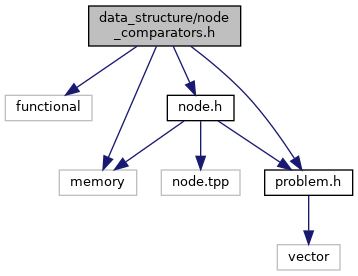 data_structure/node
_comparators.h
functional
node.h
memory
node.tpp
problem.h
vector